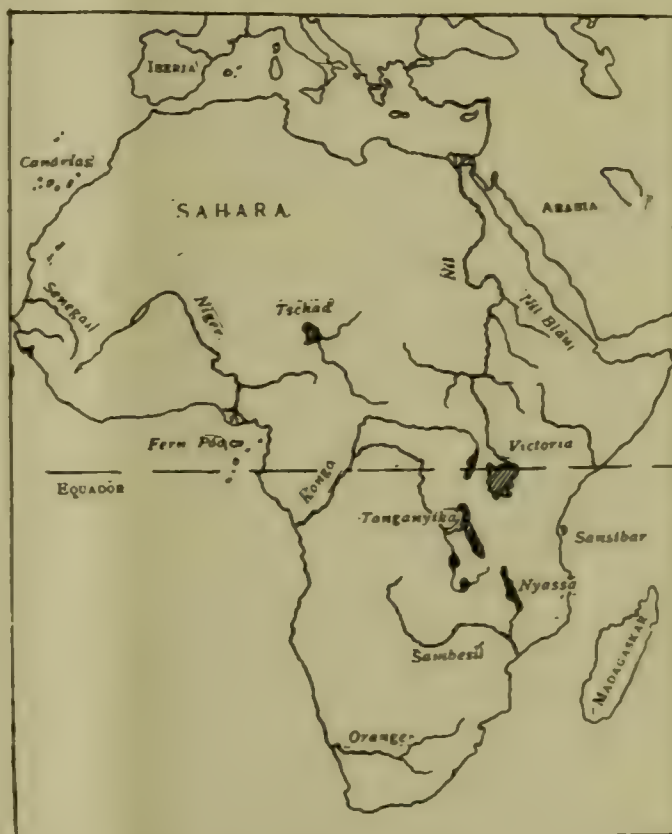 IBERIA
Canarias
SAHARA
ARABIA
Senegal
Niger
Tschad
Nil
Nil Blau
Fern Poo
Victoria
EQUADOR
Konga
Tanganyika
Sansibar
Nyassa
Sambesi
MADAGASKAR
Orange